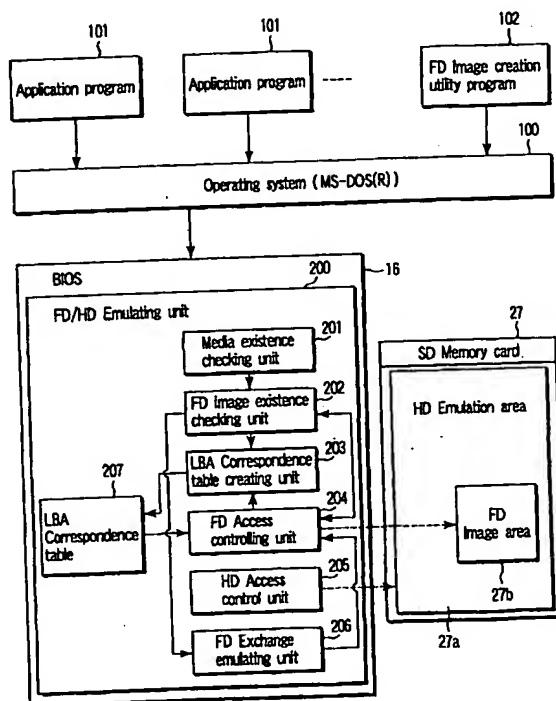 101
101
102
Application program
Application program
FD Image creation
utility program
100
Operating system (MS-DOS(R))
BIOS
16
200
FD/HD Emulating unit
201
Media existence
checking unit
202
FD Image existence
checking unit
203
LBA Correspondence
table creating unit
204
FD Access
controlling unit
205
HD Access
control unit
206
FD Exchange
emulating unit
207
LBA
Correspondence
table
27
SD Memory card
HD Emulation area
FD
Image area
27b
27a